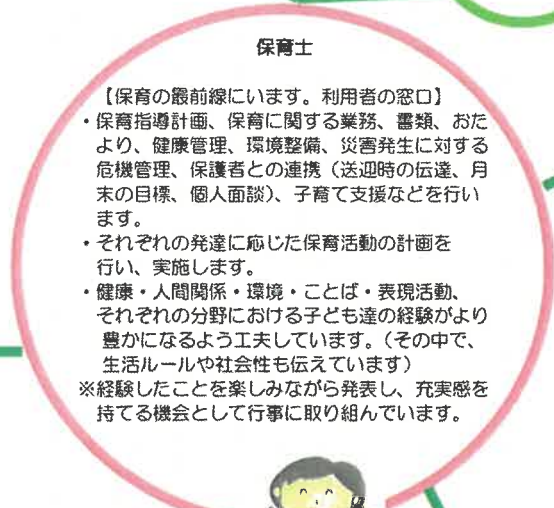 保育士
【保育の最前線にいます。利用者の窓口】
・保育指導計画、保育に関する業務、書類、おた
より、健康管理、環境整備、災害発生に対する
危機管理、保護者との連携（送迎時の伝達、月
末の目標、個人面談）、子育て支援などを行い
ます。
・それぞれの発達に応じた保育活動の計画を
行い、実施します。
・健康・人間関係・環境・ことば・表現活動、
それぞれの分野における子ども達の経験がより
豊かになるよう工夫しています。（その中で、
生活ルールや社会性も伝えています）
※経験したことを楽しみながら発表し、充実感を
持てる機会として行事に取り組んでいます。